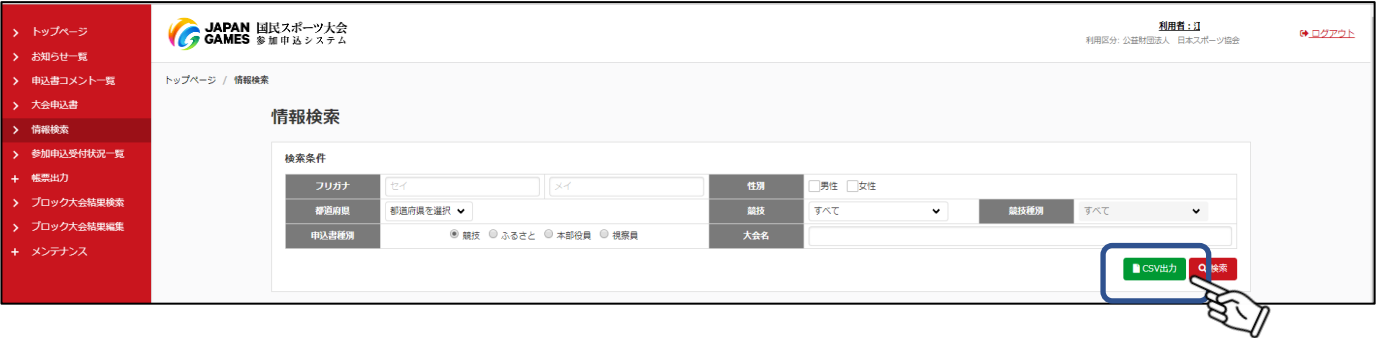 トップページ
お知らせ一覧
申込書コメント一覧
大会申込書
情報検索
参加申込受付状況一覧
帳票出力
ブロック大会結果検索
ブロック大会結果編集
メンテナンス
JAPAN GAMES 国民スポーツ大会 参加申込システム
利用者：江
利用区分: 公益財団法人 日本スポーツ協会
ログアウト
トップページ / 情報検索
情報検索
検索条件
フリガナ セイ メイ 性別 男性 女性
都道府県 都道府県を選択 競技 すべて 競技種別 すべて
申込書種別 競技 ふるさと 本部役員 視察員 大会名
CSV出力 検索